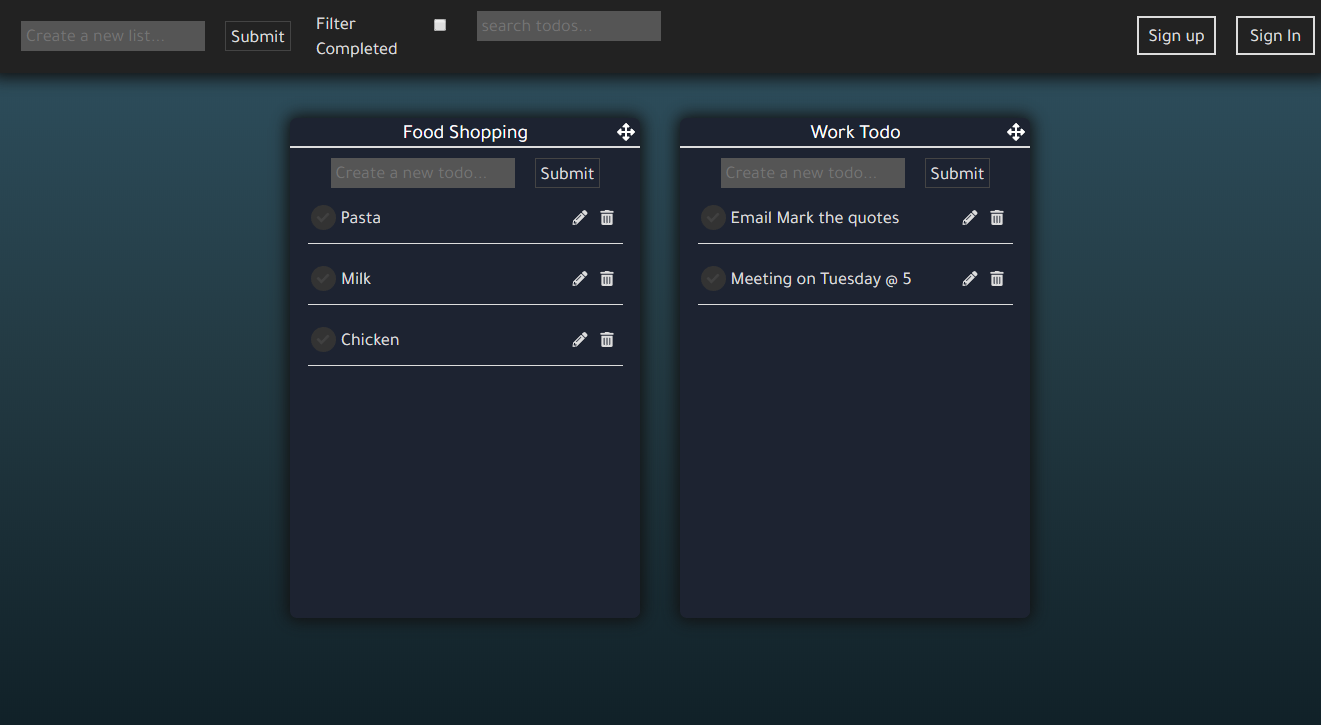 Create a new list...
Submit
Filter
Completed
search todos...
Sign up
Sign In
Food Shopping
Create a new todo...
Submit
Pasta
Milk
Chicken
Work Todo
Create a new todo...
Submit
Email Mark the quotes
Meeting on Tuesday @ 5